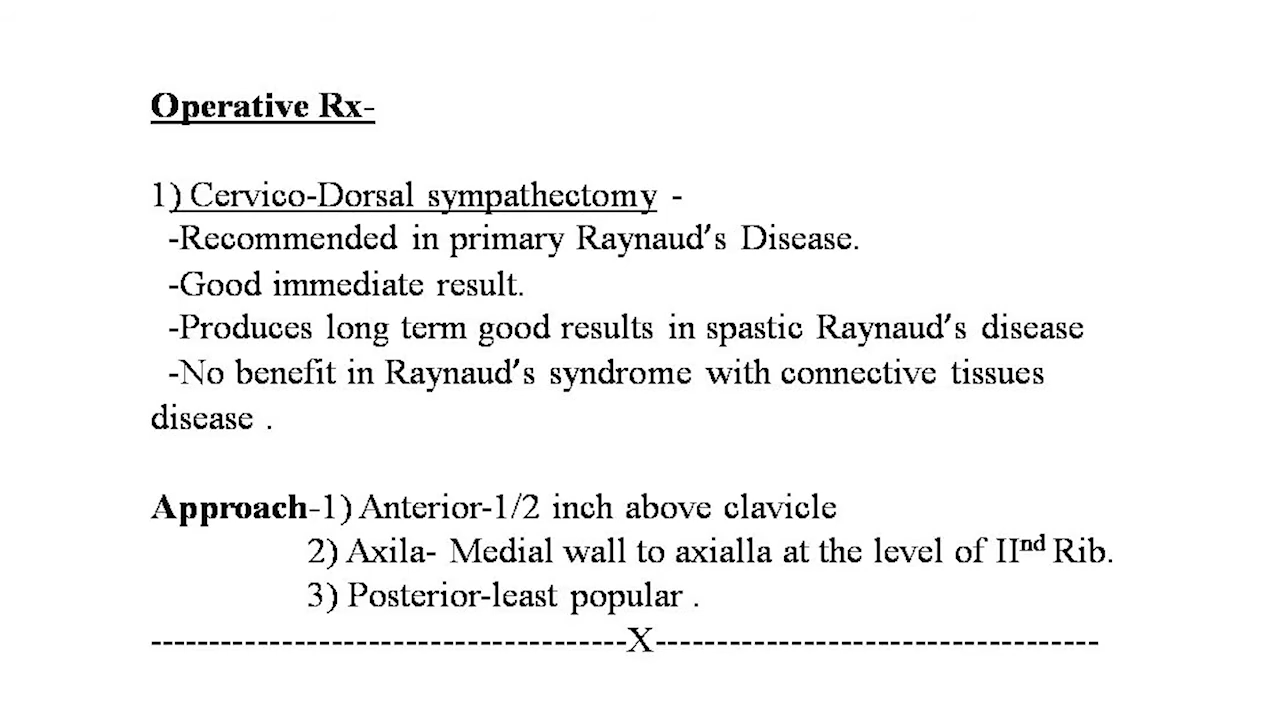 Operative Rx-
1) Cervico-Dorsal sympathectomy -
-Recommended in primary Raynaud's Disease.
-Good immediate result.
-Produces long term good results in spastic Raynaud's disease
-No benefit in Raynaud's syndrome with connective tissues
disease .
Approach-1) Anterior-1/2 inch above clavicle
2) Axila- Medial wall to axialla at the level of IInd Rib.
3) Posterior-least popular .
-----------------------------------------X--------------------------------------